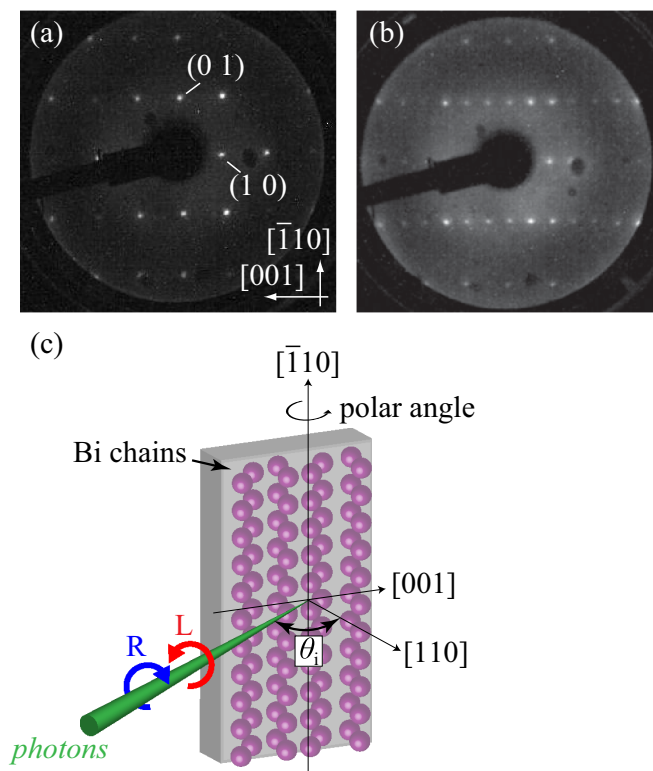 (a)
(b)
(0 1)
(1 0)
[1̅10]
[001]
(c)
[1̅10]
polar angle
Bi chains
[001]
L
R
θi
[110]
photons